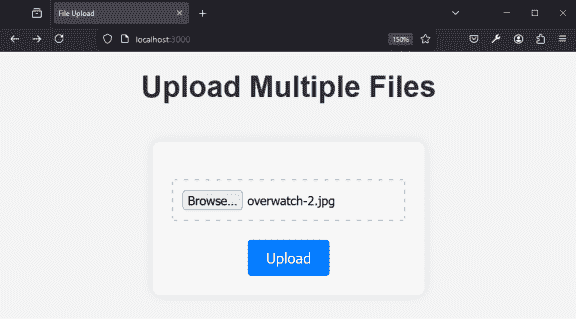 File Upload
localhost:3000
150%
Upload Multiple Files
Browse... overwatch-2.jpg
Upload